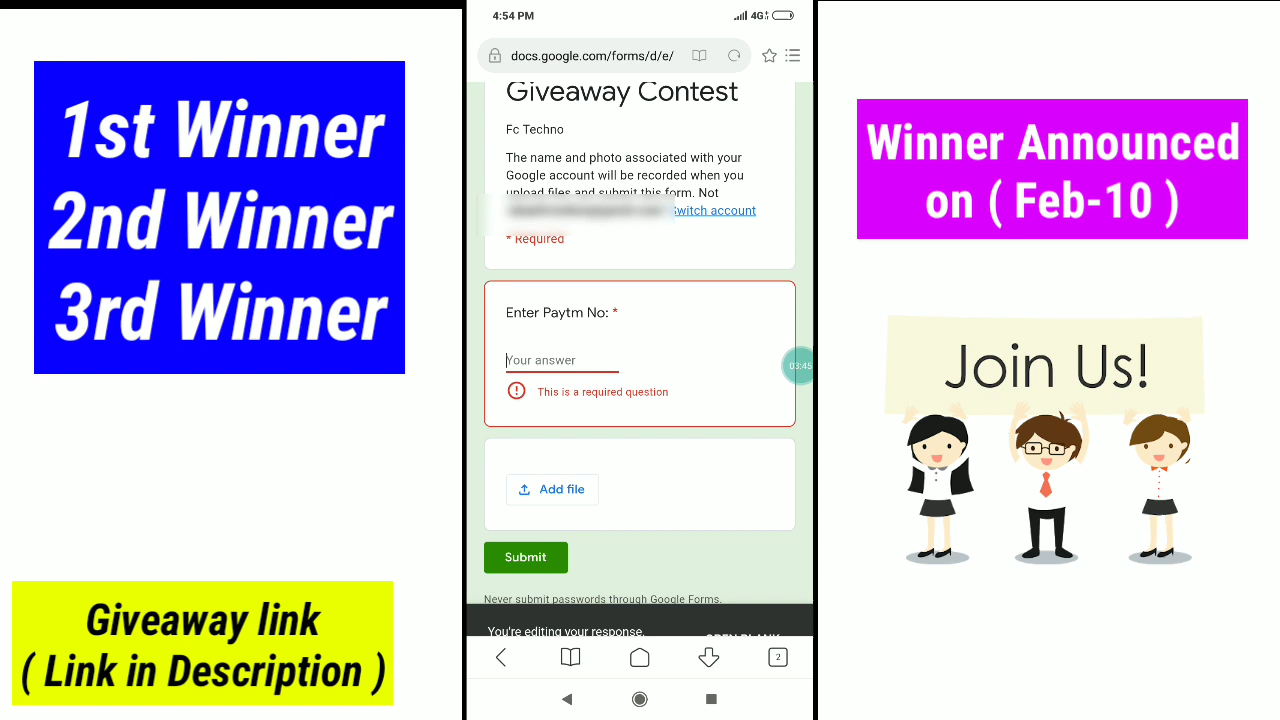 1st Winner
2nd Winner
3rd Winner
Giveaway link
( Link in Description )
4:54 PM
4G+
docs.google.com/forms/d/e/
Giveaway Contest
Fc Techno
The name and photo associated with your
Google account will be recorded when you
upload files and submit this form. Not
Switch account
* Required
Enter Paytm No: *
Your answer
This is a required question
03:45
Add file
Submit
Never submit passwords through Google Forms.
You're editing your response.
OPEN BLANK
2
Winner Announced
on ( Feb-10 )
Join Us!